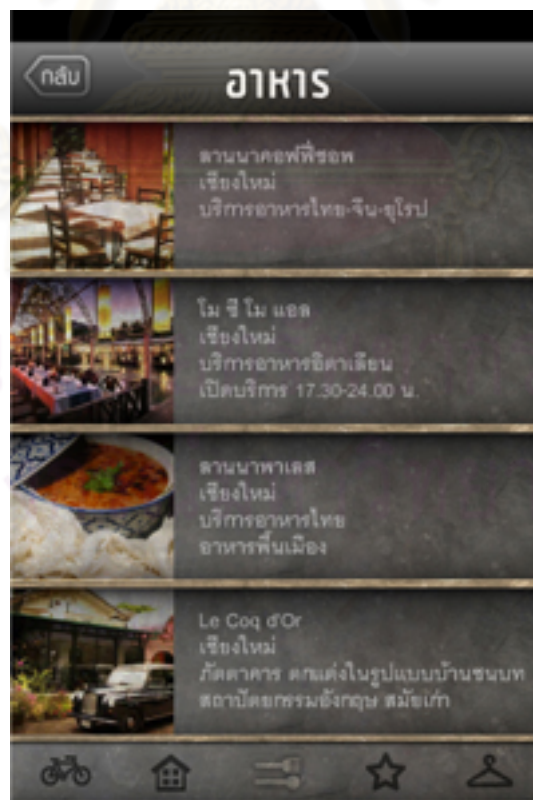 กลับ
อาหาร
ลานนาคอฟฟี่ชอพ
เชียงใหม่
บริการอาหารไทย-จีน-ยุโรป
โม ซี โม แอล
เชียงใหม่
บริการอาหารอิตาเลียน
เปิดบริการ 17.30-24.00 น.
ลานนาพาเลส
เชียงใหม่
บริการอาหารไทย
อาหารพื้นเมือง
Le Coq d'Or
เชียงใหม่
ภัตตาคาร ตกแต่งในรูปแบบบ้านชนบท
สถาปัตยกรรมอังกฤษ สมัยเก่า